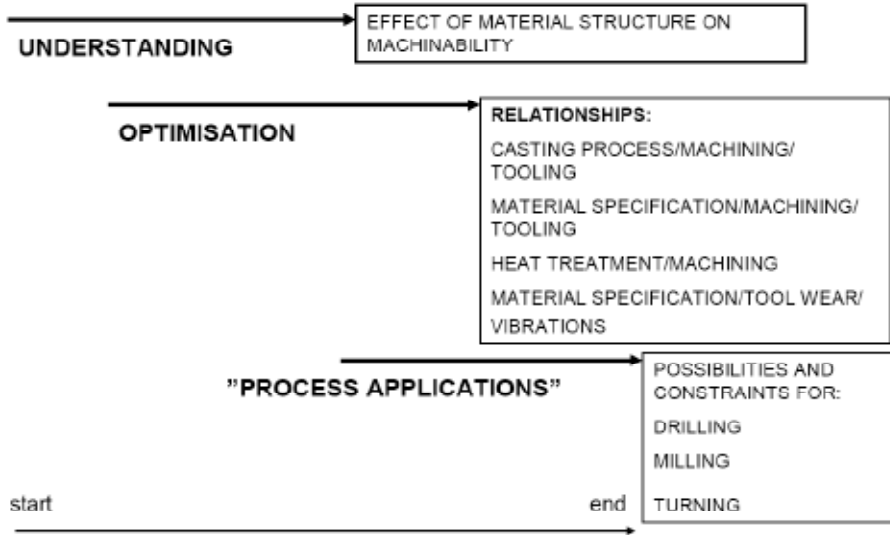 EFFECT OF MATERIAL STRUCTURE ON
MACHINABILITY
UNDERSTANDING
OPTIMISATION
RELATIONSHIPS:
CASTING PROCESS/MACHINING/
TOOLING
MATERIAL SPECIFICATION/MACHINING/
TOOLING
HEAT TREATMENT/MACHINING
MATERIAL SPECIFICATION/TOOL WEAR/
VIBRATIONS
”PROCESS APPLICATIONS”
POSSIBILITIES AND
CONSTRAINTS FOR:
DRILLING
MILLING
TURNING
start
end